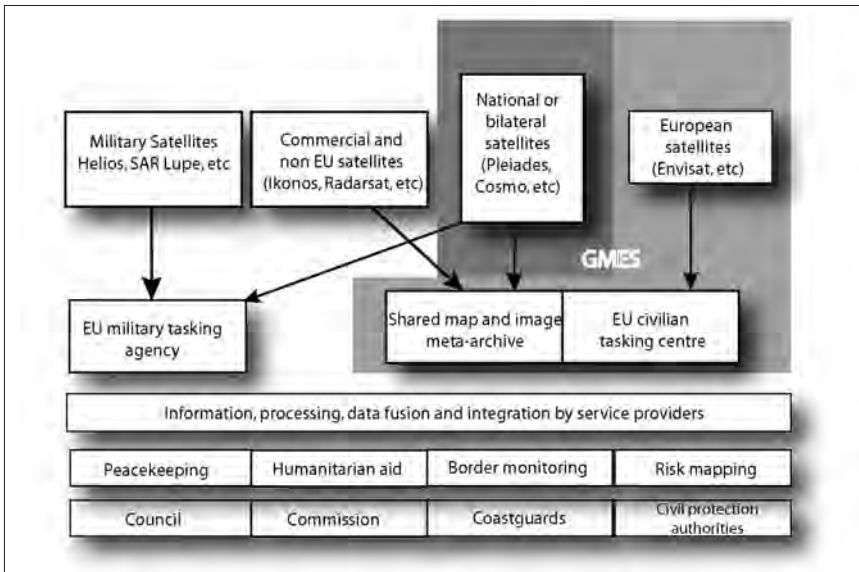 Military Satellites
Helios, SAR Lupe, etc
Commercial and
non EU satellites
(Ikonos, Radarsat, etc)
National or
bilateral
satellites
(Pleiades,
Cosmo, etc)
European
satellites
(Envisat, etc)
GMES
EU military tasking
agency
Shared map and image
meta-archive
EU civilian
tasking centre
Information, processing, data fusion and integration by service providers
Peacekeeping
Humanitarian aid
Border monitoring
Risk mapping
Council
Commission
Coastguards
Civil protection
authorities